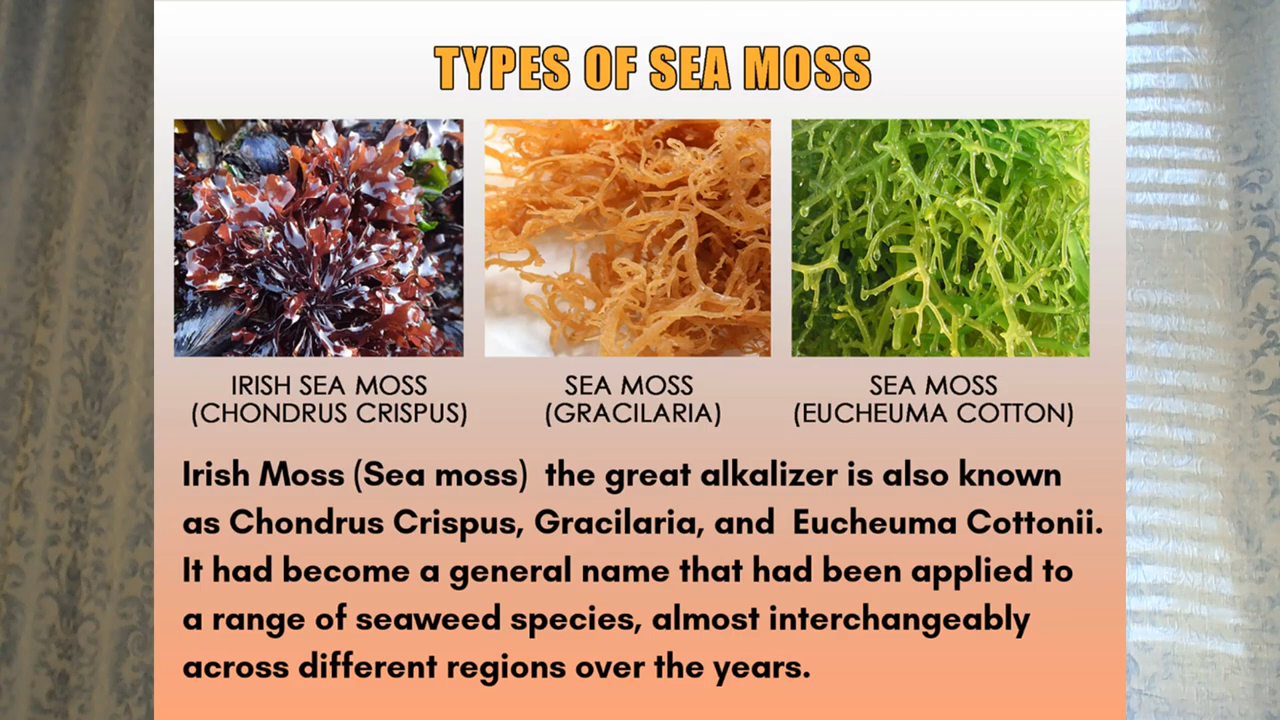 TYPES OF SEA MOSS
IRISH SEA MOSS
(CHONDRUS CRISPUS)
SEA MOSS
(GRACILARIA)
SEA MOSS
(EUCHEUMA COTTON)
Irish Moss (Sea moss) the great alkalizer is also known
as Chondrus Crispus, Gracilaria, and Eucheuma Cottonii.
It had become a general name that had been applied to
a range of seaweed species, almost interchangeably
across different regions over the years.